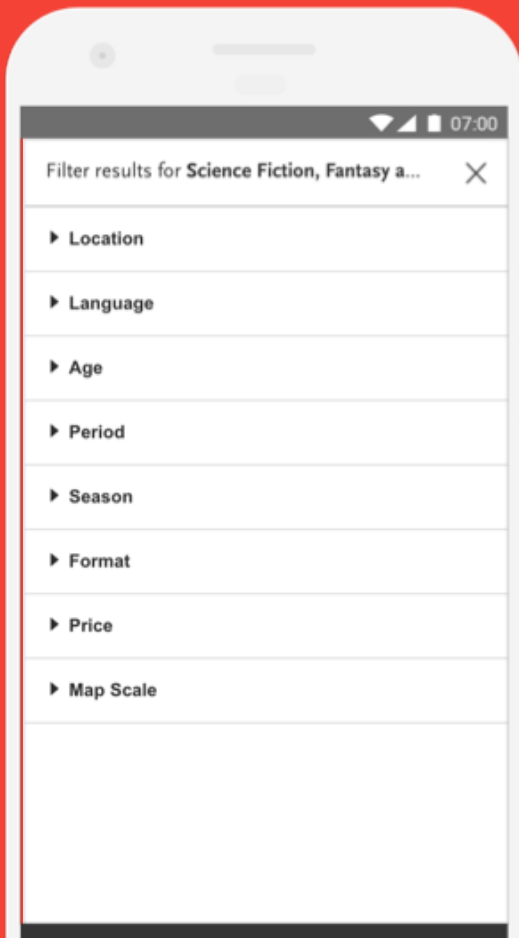 07:00
Filter results for Science Fiction, Fantasy a...
Location
Language
Age
Period
Season
Format
Price
Map Scale